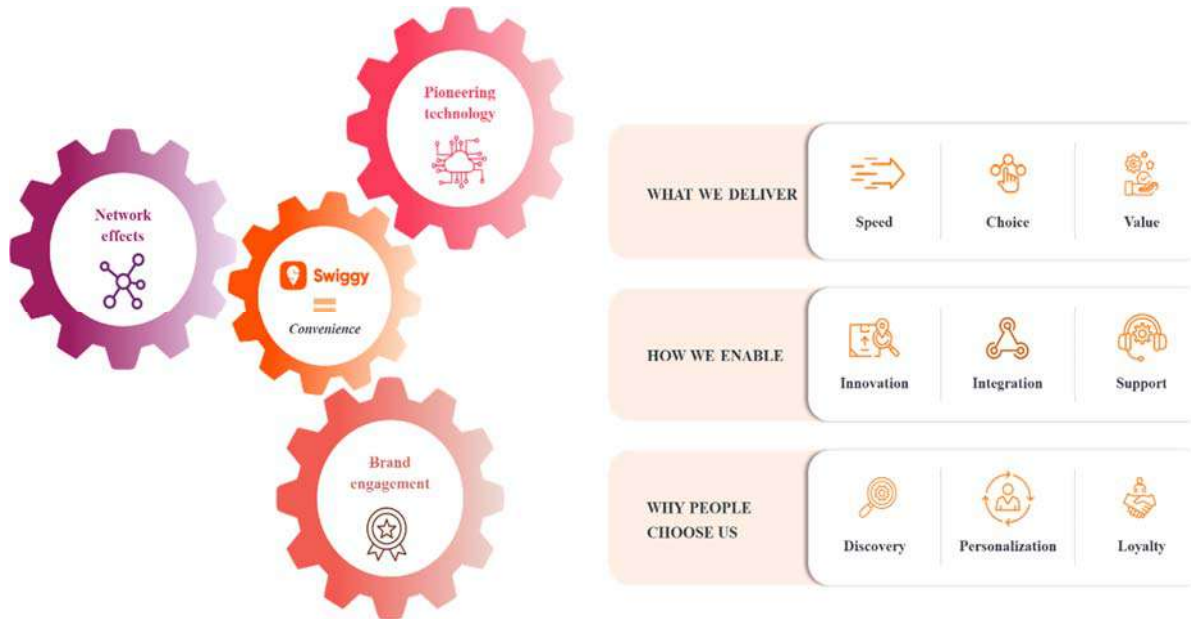 Pioneering
technology
Network
effects
Swiggy
Convenience
Brand
engagement
WHAT WE DELIVER
Speed
Choice
Value
HOW WE ENABLE
Innovation
Integration
Support
WHY PEOPLE
CHOOSE US
Discovery
Personalization
Loyalty